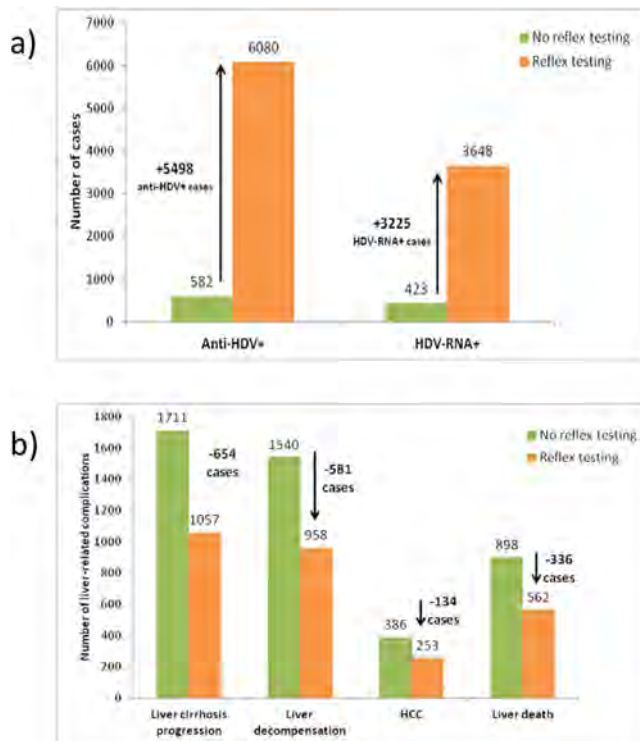 a)
7000
6000
5000
4000
3000
2000
1000
0
Number of cases
No reflex testing
Reflex testing
6080
+5498
anti-HDV+ cases
582
3648
+3225
HDV-RNA+ cases
423
Anti-HDV+
HDV-RNA+
b)
1800
1600
1400
1200
1000
800
600
400
200
0
Number of liver-related complications
No reflex testing
Reflex testing
1711
-654
cases
1057
1540
-581
cases
958
386
-134
cases
253
898
-336
cases
562
Liver cirrhosis
progression
Liver
decompensation
HCC
Liver death